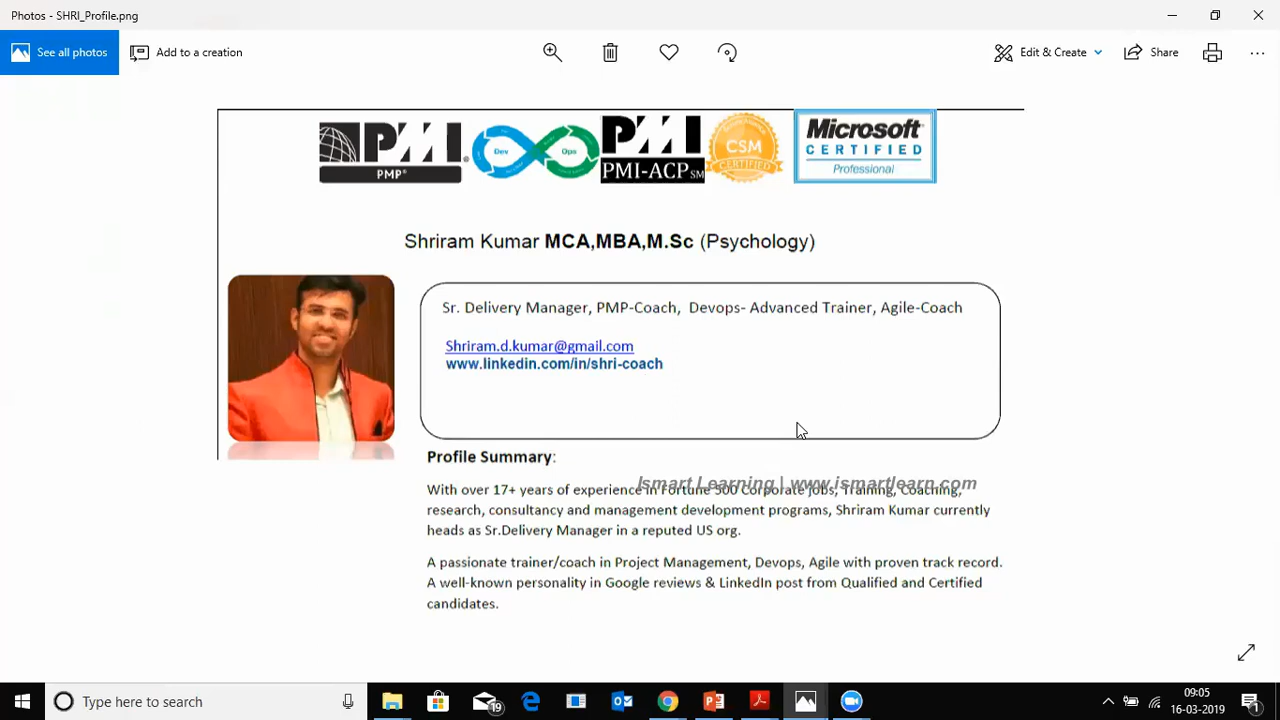 Photos - SHRI_Profile.png
See all photos
Add to a creation
Edit & Create
Share
PMI®
PMP®
Dev
Ops
PMI
PMI-ACP SM
CSM
CERTIFIED
Microsoft
CERTIFIED
Professional
Shriram Kumar MCA,MBA,M.Sc (Psychology)
Sr. Delivery Manager, PMP-Coach, Devops- Advanced Trainer, Agile-Coach
Shriram.d.kumar@gmail.com
www.linkedin.com/in/shri-coach
Profile Summary:
Ismart Learning | www.ismartlearn.com
With over 17+ years of experience in Fortune 500 Corporate jobs, Training, Coaching,
research, consultancy and management development programs, Shriram Kumar currently
heads as Sr.Delivery Manager in a reputed US org.
A passionate trainer/coach in Project Management, Devops, Agile with proven track record.
A well-known personality in Google reviews & LinkedIn post from Qualified and Certified
candidates.
Type here to search
19
09:05
16-03-2019
1